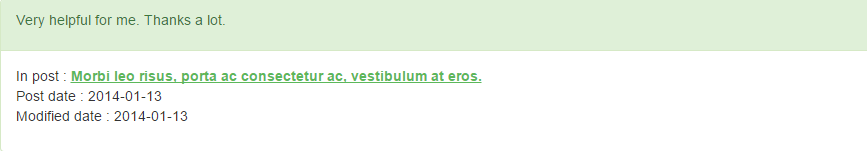 Very helpful for me. Thanks a lot.
In post : Morbi leo risus, porta ac consectetur ac, vestibulum at eros.
Post date : 2014-01-13
Modified date : 2014-01-13